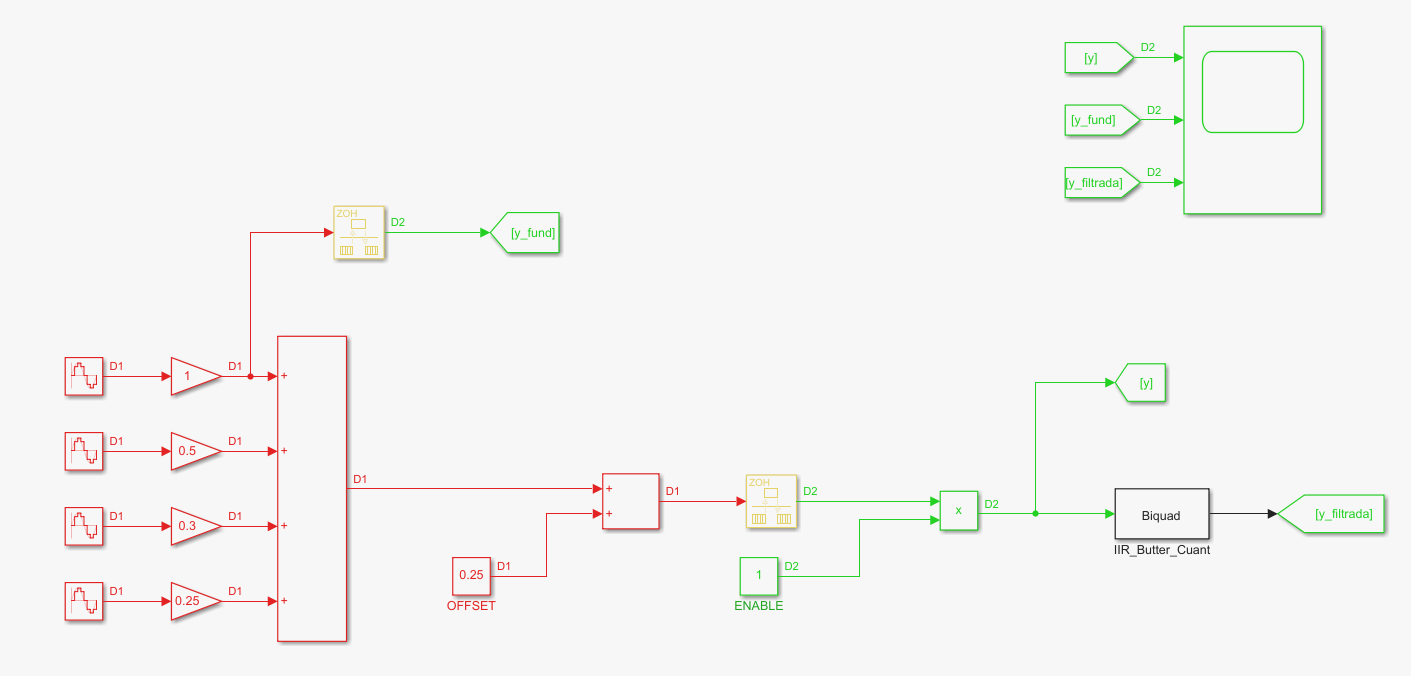 [y]
D2
[y_fund]
D2
[y_filtrada]
D2
ZOH
D2
[y_fund]
D1
1
D1
+
D1
0.5
D1
+
D1
0.3
D1
+
D1
0.25
D1
+
D1
+
+
D1
0.25
D1
OFFSET
ZOH
D2
1
D2
ENABLE
x
D2
[y]
Biquad
IIR_Butter_Cuant
[y_filtrada]